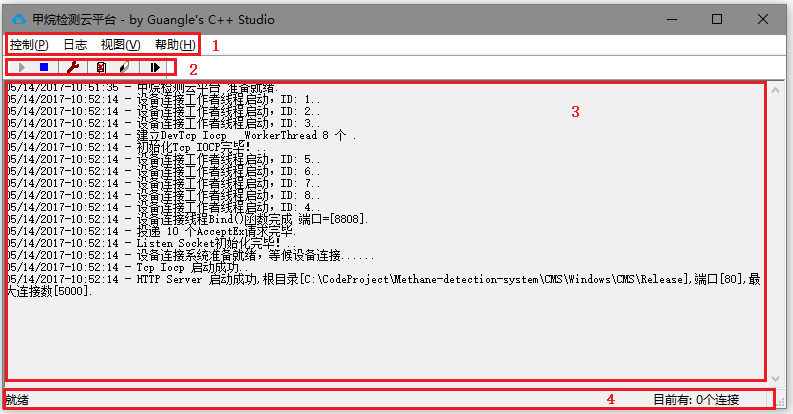 甲烷检测云平台 - by Guangle's C++ Studio
控制(P) 日志 视图(V) 帮助(H) 1
2
05/14/2017-10:51:35 - 甲烷检测云平台 准备就绪.
05/14/2017-10:52:14 - 设备连接工作者线程启动，ID: 1..
05/14/2017-10:52:14 - 设备连接工作者线程启动，ID: 2..
05/14/2017-10:52:14 - 设备连接工作者线程启动，ID: 3..
05/14/2017-10:52:14 - 建立DevTcp Iocp _WorkerThread 8 个 .
05/14/2017-10:52:14 - 初始化Tcp IOCP完毕！..
05/14/2017-10:52:14 - 设备连接工作者线程启动，ID: 5..
05/14/2017-10:52:14 - 设备连接工作者线程启动，ID: 6..
05/14/2017-10:52:14 - 设备连接工作者线程启动，ID: 7..
05/14/2017-10:52:14 - 设备连接工作者线程启动，ID: 8..
05/14/2017-10:52:14 - 设备连接工作者线程启动，ID: 4..
05/14/2017-10:52:14 - 设备连接线程Bind()函数完成 端口=[8808].
05/14/2017-10:52:14 - 投递 10 个AcceptEx请求完毕.
05/14/2017-10:52:14 - Listen Socket初始化完毕！..
05/14/2017-10:52:14 - 设备连接系统准备就绪，等候设备连接......
05/14/2017-10:52:14 - Tcp Iocp 启动成功..
05/14/2017-10:52:14 - HTTP Server 启动成功,根目录[C:\CodeProject\Methane-detection-system\CMS\Windows\CMS\Release],端口[80],最
大连接数[5000].
3
就绪 4 目前有: 0个连接